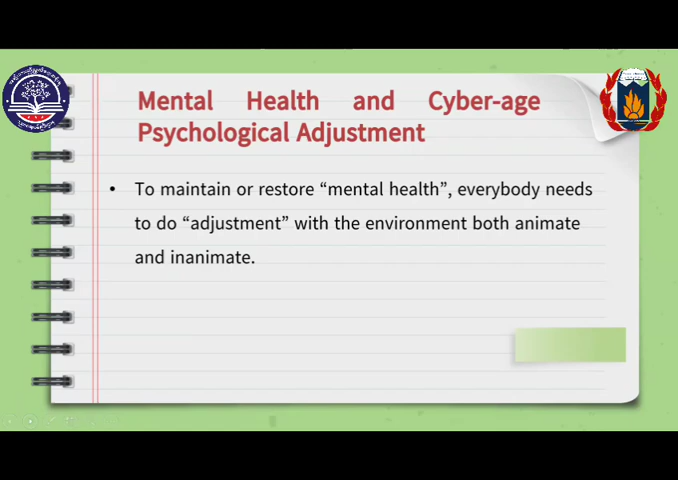 Mental Health and Cyber-age
Psychological Adjustment
• To maintain or restore “mental health”, everybody needs
to do “adjustment” with the environment both animate
and inanimate.